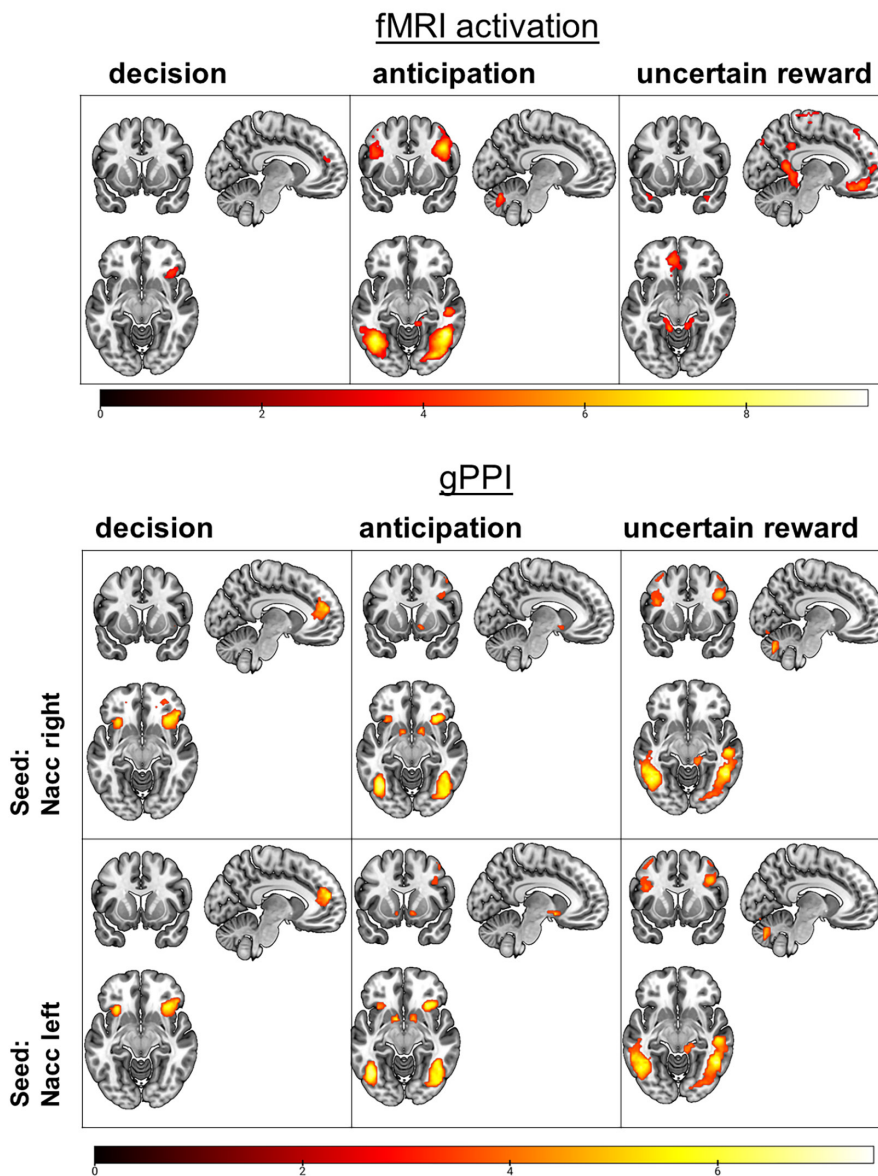 fMRI activation
decision anticipation uncertain reward
0 2 4 6 8
gPPI
decision anticipation uncertain reward
Seed:
Nacc right
Seed:
Nacc left
0 2 4 6